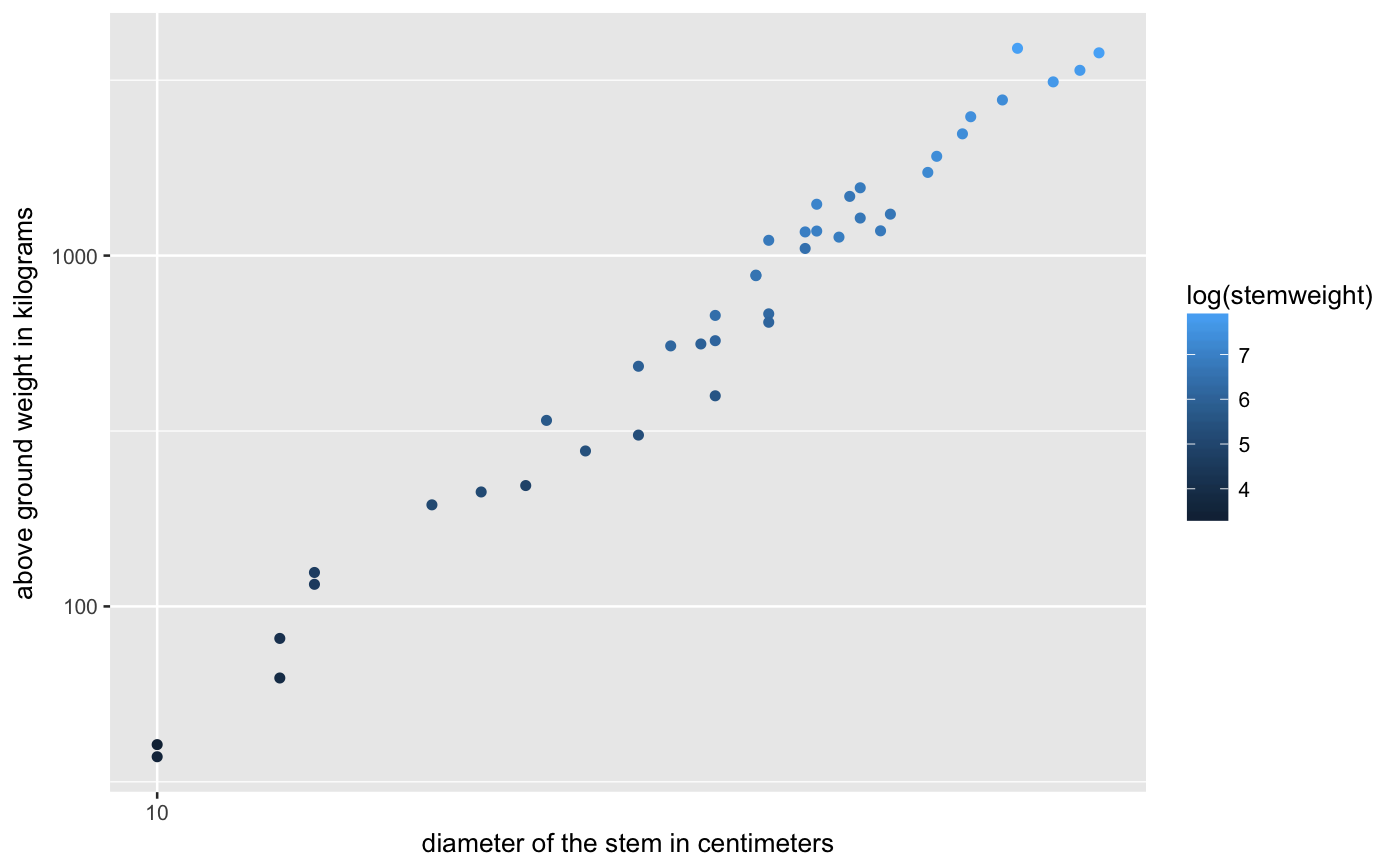 above ground weight in kilograms
1000
100
10
diameter of the stem in centimeters
log(stemweight)
7
6
5
4